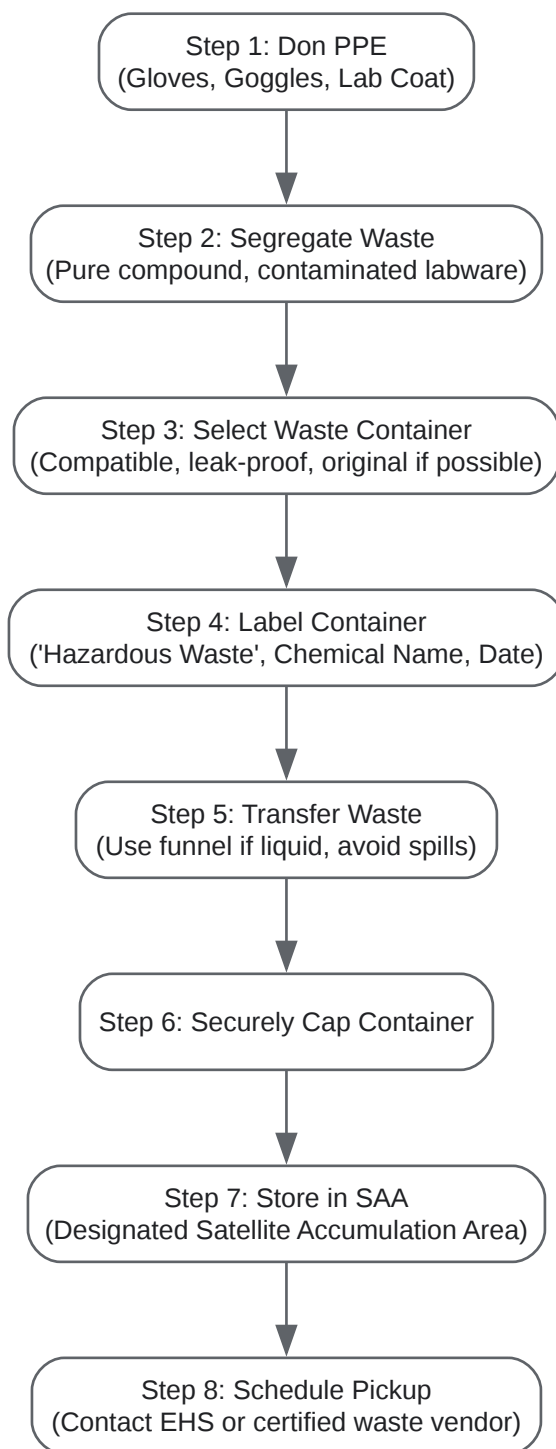 Step 1: Don PPE
(Gloves, Goggles, Lab Coat)
Step 2: Segregate Waste
(Pure compound, contaminated labware)
Step 3: Select Waste Container
(Compatible, leak-proof, original if possible)
Step 4: Label Container
('Hazardous Waste', Chemical Name, Date)
Step 5: Transfer Waste
(Use funnel if liquid, avoid spills)
Step 6: Securely Cap Container
Step 7: Store in SAA
(Designated Satellite Accumulation Area)
Step 8: Schedule Pickup
(Contact EHS or certified waste vendor)